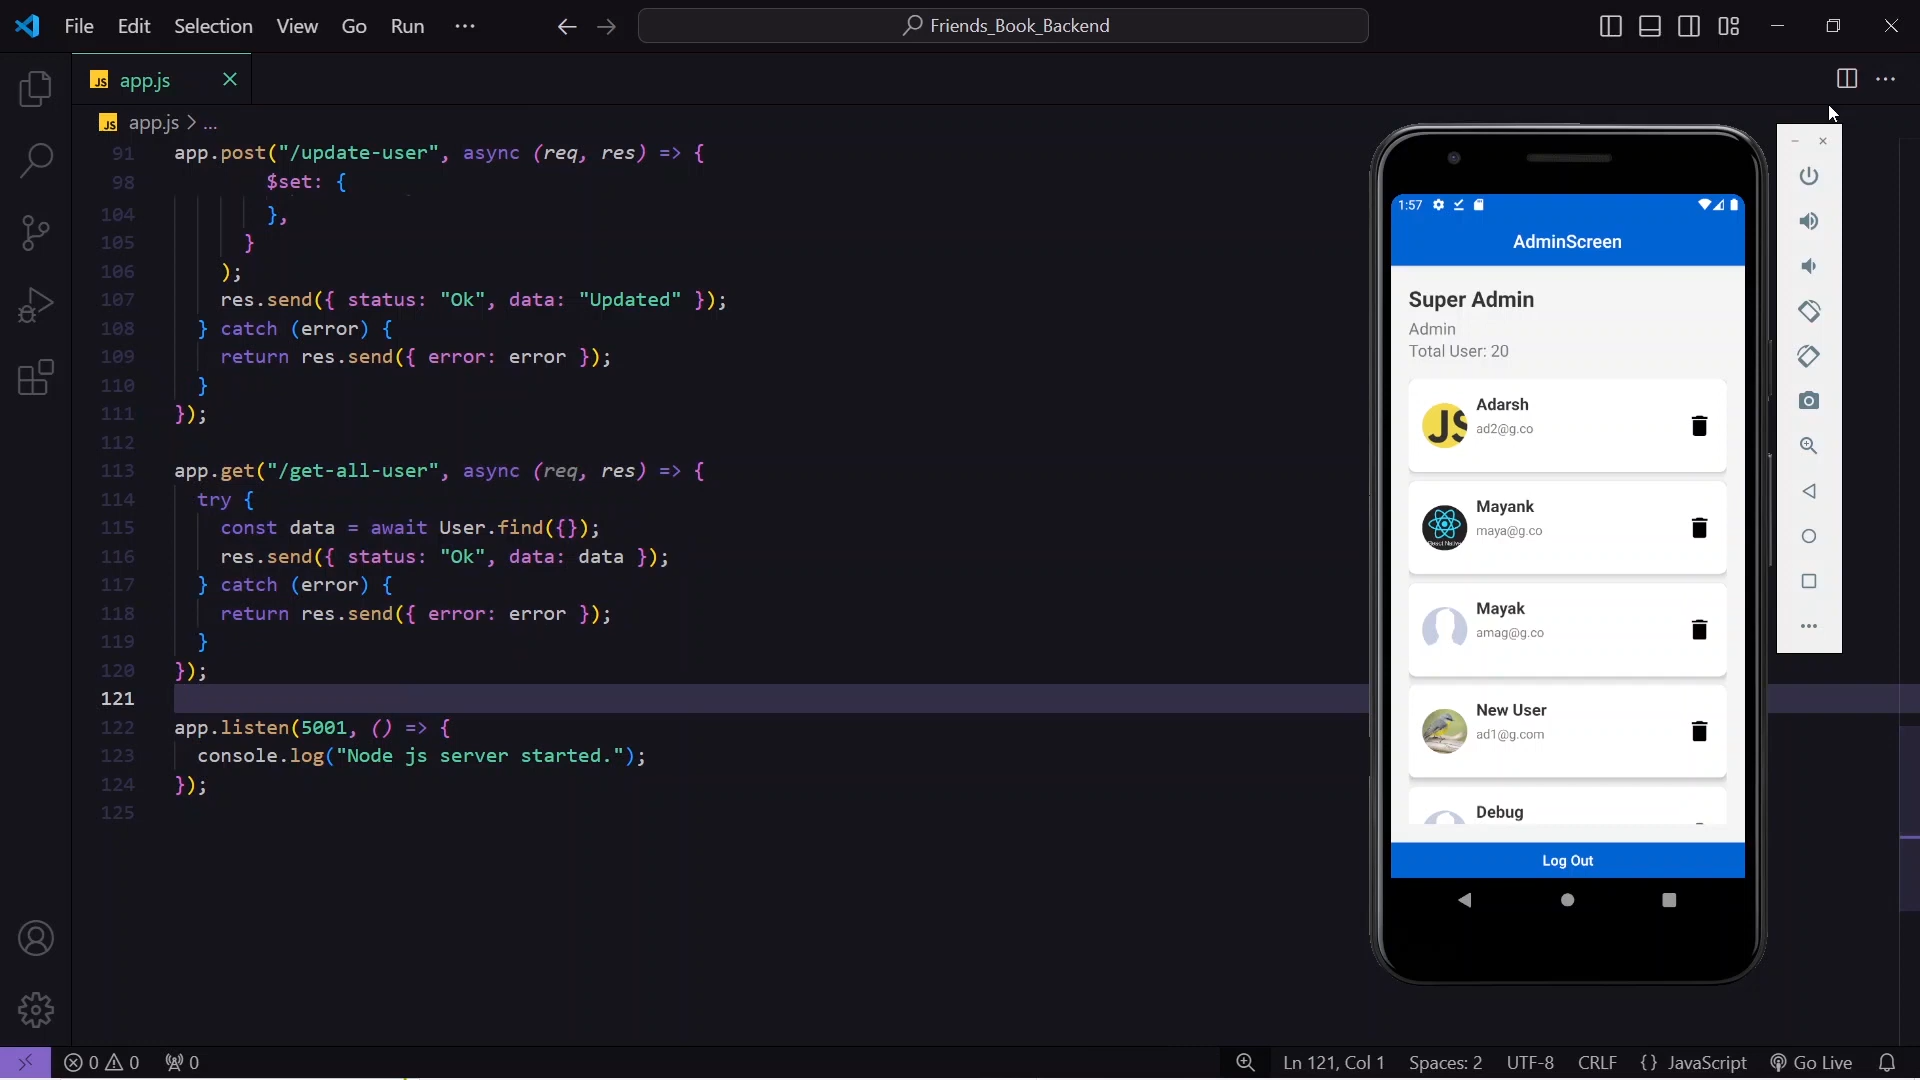 File Edit Selection View Go Run ...
Friends_Book_Backend
JS app.js
JS app.js > ...
91 app.post("/update-user", async (req, res) => {
98 $set: {
104 },
105 }
106 );
107 res.send({ status: "Ok", data: "Updated" });
108 } catch (error) {
109 return res.send({ error: error });
110 }
111 });
112
113 app.get("/get-all-user", async (req, res) => {
114 try {
115 const data = await User.find({});
116 res.send({ status: "Ok", data: data });
117 } catch (error) {
118 return res.send({ error: error });
119 }
120 });
121
122 app.listen(5001, () => {
123 console.log("Node js server started.");
124 });
125
1:57
AdminScreen
Super Admin
Admin
Total User: 20
JS
Adarsh
ad2@g.co
React Native
Mayank
maya@g.co
Mayak
amag@g.co
New User
ad1@g.com
Debug
Log Out
0 0 0
Ln 121, Col 1 Spaces: 2 UTF-8 CRLF {} JavaScript Go Live